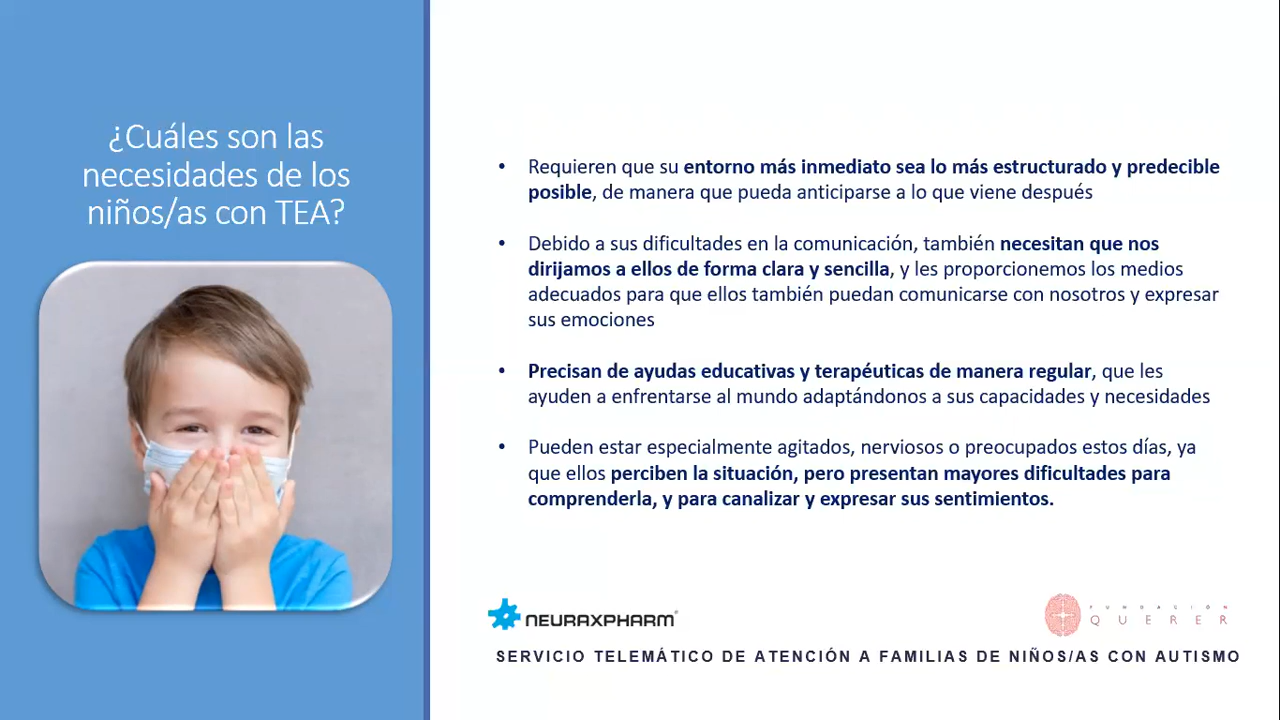 ¿Cuáles son las
necesidades de los
niños/as con TEA?
• Requieren que su entorno más inmediato sea lo más estructurado y predecible
posible, de manera que pueda anticiparse a lo que viene después
• Debido a sus dificultades en la comunicación, también necesitan que nos
dirijamos a ellos de forma clara y sencilla, y les proporcionemos los medios
adecuados para que ellos también puedan comunicarse con nosotros y expresar
sus emociones
• Precisan de ayudas educativas y terapéuticas de manera regular, que les
ayuden a enfrentarse al mundo adaptándonos a sus capacidades y necesidades
• Pueden estar especialmente agitados, nerviosos o preocupados estos días, ya
que ellos perciben la situación, pero presentan mayores dificultades para
comprenderla, y para canalizar y expresar sus sentimientos.
NEURAXPHARM®
FUNDACIÓN
QUERER
SERVICIO TELEMÁTICO DE ATENCIÓN A FAMILIAS DE NIÑOS/AS CON AUTISMO